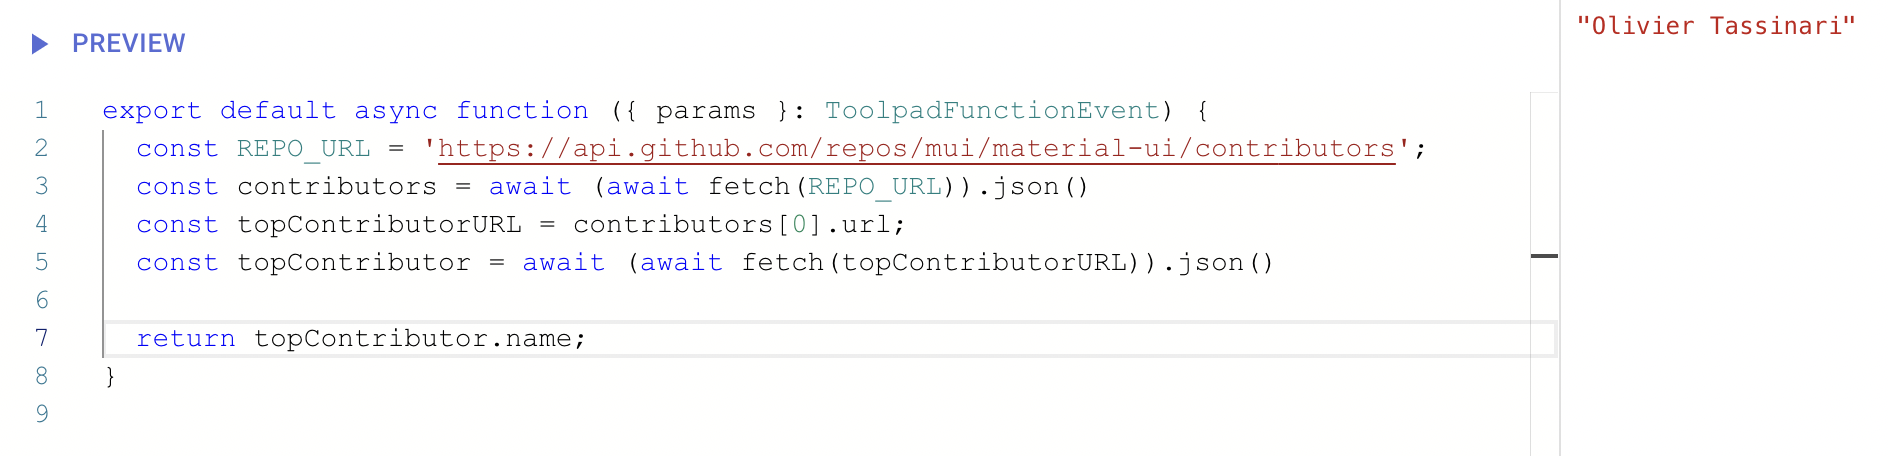 PREVIEW
"Olivier Tassinari"
1 export default async function ({ params }: ToolpadFunctionEvent) {
2 const REPO_URL = 'https://api.github.com/repos/mui/material-ui/contributors';
3 const contributors = await (await fetch(REPO_URL)).json()
4 const topContributorURL = contributors[0].url;
5 const topContributor = await (await fetch(topContributorURL)).json()
6
7 return topContributor.name;
8 }
9